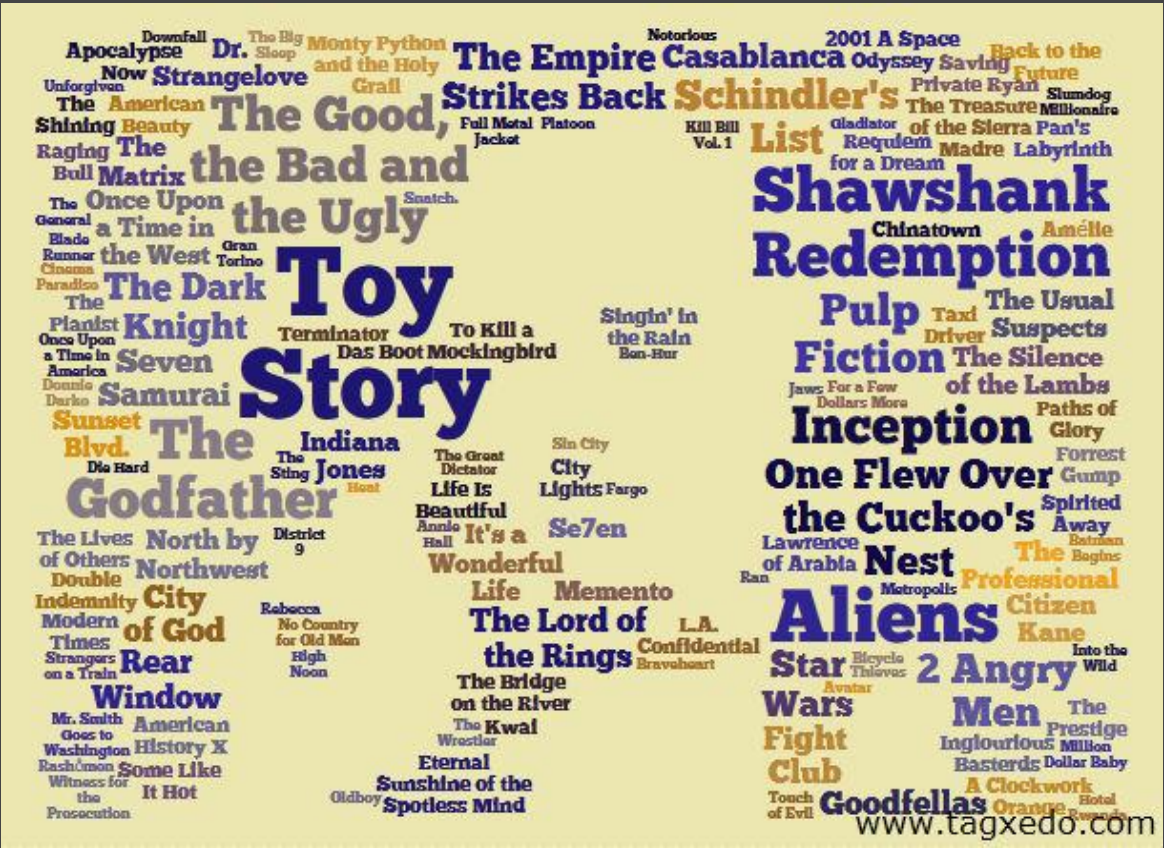 Downfall
Apocalypse
Now
Dr.
Strangelove
The Big
Sleep
Monty Python
and the Holy
Grail
The Empire
Strikes Back
Notorious
Casablanca
2001 A Space
Odyssey
Saving
Private Ryan
Back to the
Future
Unforgiven
The
Shining
American
Beauty
The Good,
the Bad and
the Ugly
Full Metal
Jacket
Platoon
Schindler's
List
Kill Bill
Vol. 1
Gladiator
Requiem
for a Dream
The Treasure
of the Sierra
Madre
Slumdog
Millionaire
Pan's
Labyrinth
Raging
Bull
The
Matrix
The
General
Once Upon
a Time in
the West
Snatch.
Shawshank
Redemption
Chinatown
Amélie
Blade
Runner
Gran
Torino
Cinema
Paradiso
The Dark
Knight
Toy
Story
The
Pianist
Terminator
To Kill a
Mockingbird
Das Boot
Singin' in
the Rain
Ben-Hur
Pulp
Fiction
Taxi
Driver
The Usual
Suspects
The Silence
of the Lambs
Once Upon
a Time in
America
Seven
Samurai
Donnie
Darko
Jaws
For a Few
Dollars More
Sunset
Blvd.
The
Godfather
Indiana
Jones
The
Sting
Heat
Die Hard
The Great
Dictator
Life Is
Beautiful
Sin City
City
Lights
Fargo
Inception
Paths of
Glory
One Flew Over
the Cuckoo's
Nest
Forrest
Gump
Spirited
Away
The Lives
of Others
North by
Northwest
District
9
Annie
Hall
It's a
Wonderful
Life
Se7en
Lawrence
of Arabia
Batman
Begins
The
Professional
Double
Indemnity
City
of God
Memento
Ran
Metropolis
Aliens
Citizen
Kane
Modern
Times
Rebecca
No Country
for Old Men
High
Noon
The Lord of
the Rings
L.A.
Confidential
Braveheart
Strangers
on a Train
Rear
Window
The Bridge
on the River
Kwai
The
Wrestler
Star
Wars
Bicycle
Thieves
Avatar
2 Angry
Men
Into the
Wild
Mr. Smith
Goes to
Washington
American
History X
Fight
Club
The
Prestige
Inglourious
Basterds
Million
Dollar Baby
Rashômon
Some Like
It Hot
Witness for
the
Prosecution
Oldboy
Eternal
Sunshine of the
Spotless Mind
Touch
of Evil
Goodfellas
A Clockwork
Orange
Hotel
Rwanda
www.tagxedo.com